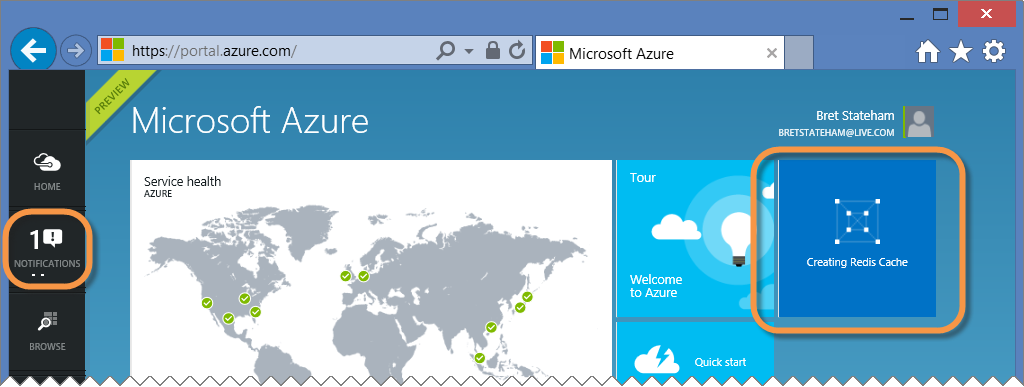 https://portal.azure.com/
Microsoft Azure
PREVIEW
Microsoft Azure
Bret Stateham
BRETSTATEHAM@LIVE.COM
HOME
1
NOTIFICATIONS
BROWSE
Service health
AZURE
Tour
Welcome
to Azure
Quick start
Creating Redis Cache